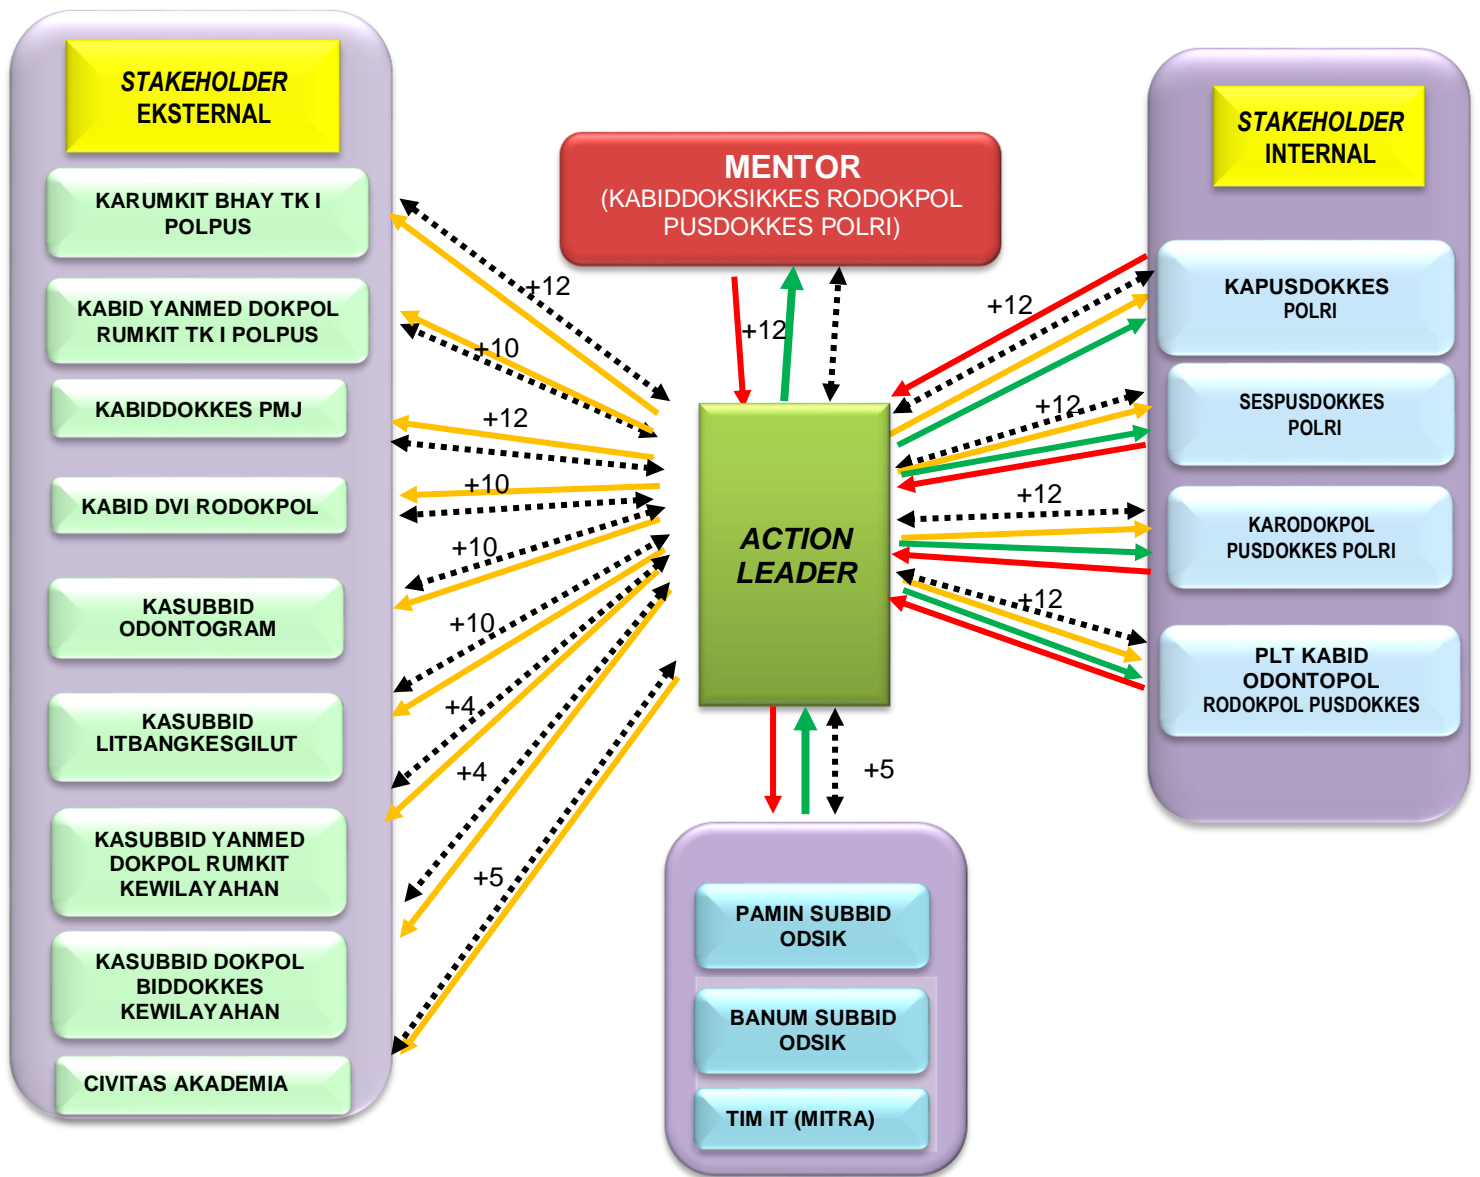 STAKEHOLDER
EKSTERNAL
KARUMKIT BHAY TK I
POLPUS
KABID YANMED DOKPOL
RUMKIT TK I POLPUS
KABIDDOKKES PMJ
KABID DVI RODOKPOL
KASUBBID
ODONTOGRAM
KASUBBID
LITBANGKESGILUT
KASUBBID YANMED
DOKPOL RUMKIT
KEWILAYAHAN
KASUBBID DOKPOL
BIDDOKKES
KEWILAYAHAN
CIVITAS AKADEMIA
+12
+10
+12
+10
+10
+10
+4
+4
+5
MENTOR
(KABIDDOKSIKKES RODOKPOL
PUSDOKKES POLRI)
+12
ACTION
LEADER
+5
PAMIN SUBBID
ODSIK
BANUM SUBBID
ODSIK
TIM IT (MITRA)
+12
+12
+12
+12
STAKEHOLDER
INTERNAL
KAPUSDOKKES
POLRI
SESPUSDOKKES
POLRI
KARODOKPOL
PUSDOKKES POLRI
PLT KABID
ODONTOPOL
RODOKPOL PUSDOKKES